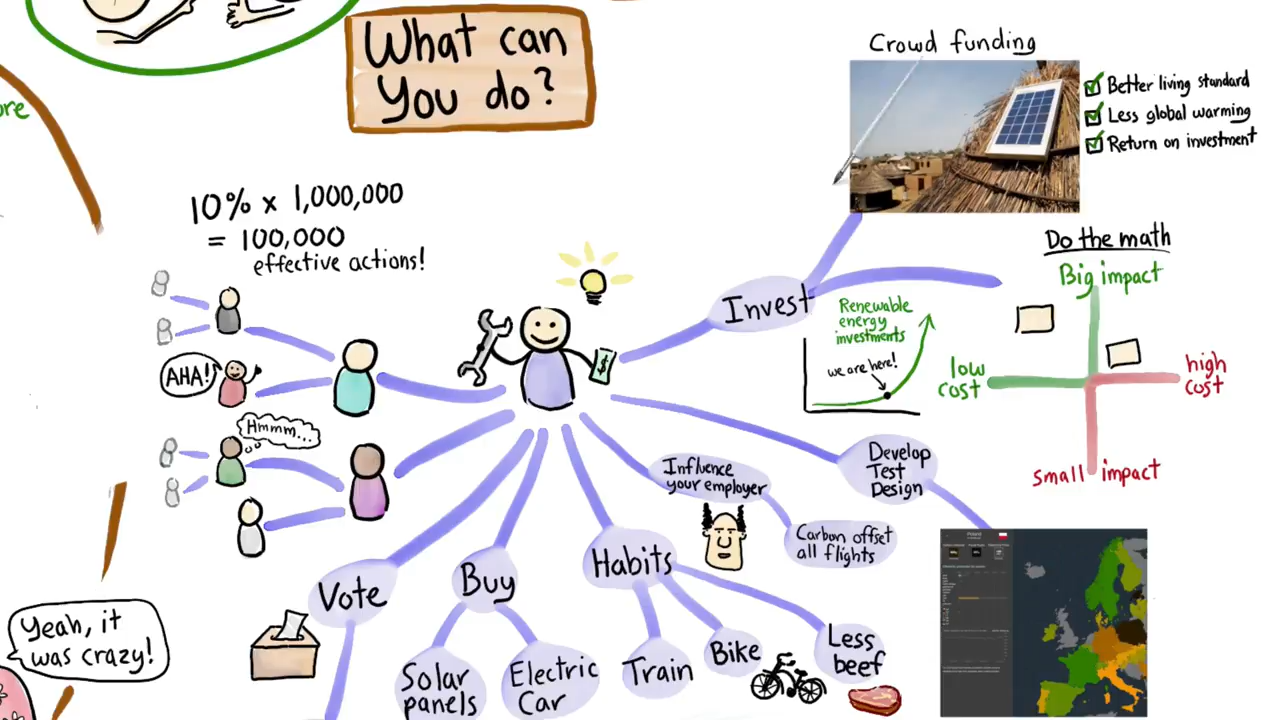 What can
You do?
Crowd funding
Better living standard
Less global warming
Return on investment
ore
10% x 1,000,000
= 100,000
effective actions!
Do the math
Big impact
low
cost
high
cost
small impact
Invest
Renewable
energy
investments
we are here!
AHA!
Hmmm...
$
Influence
your employer
Develop
Test
Design
Carbon offset
all flights
Vote
Buy
Habits
Solar
panels
Electric
Car
Train
Bike
Less
beef
Yeah, it
was crazy!